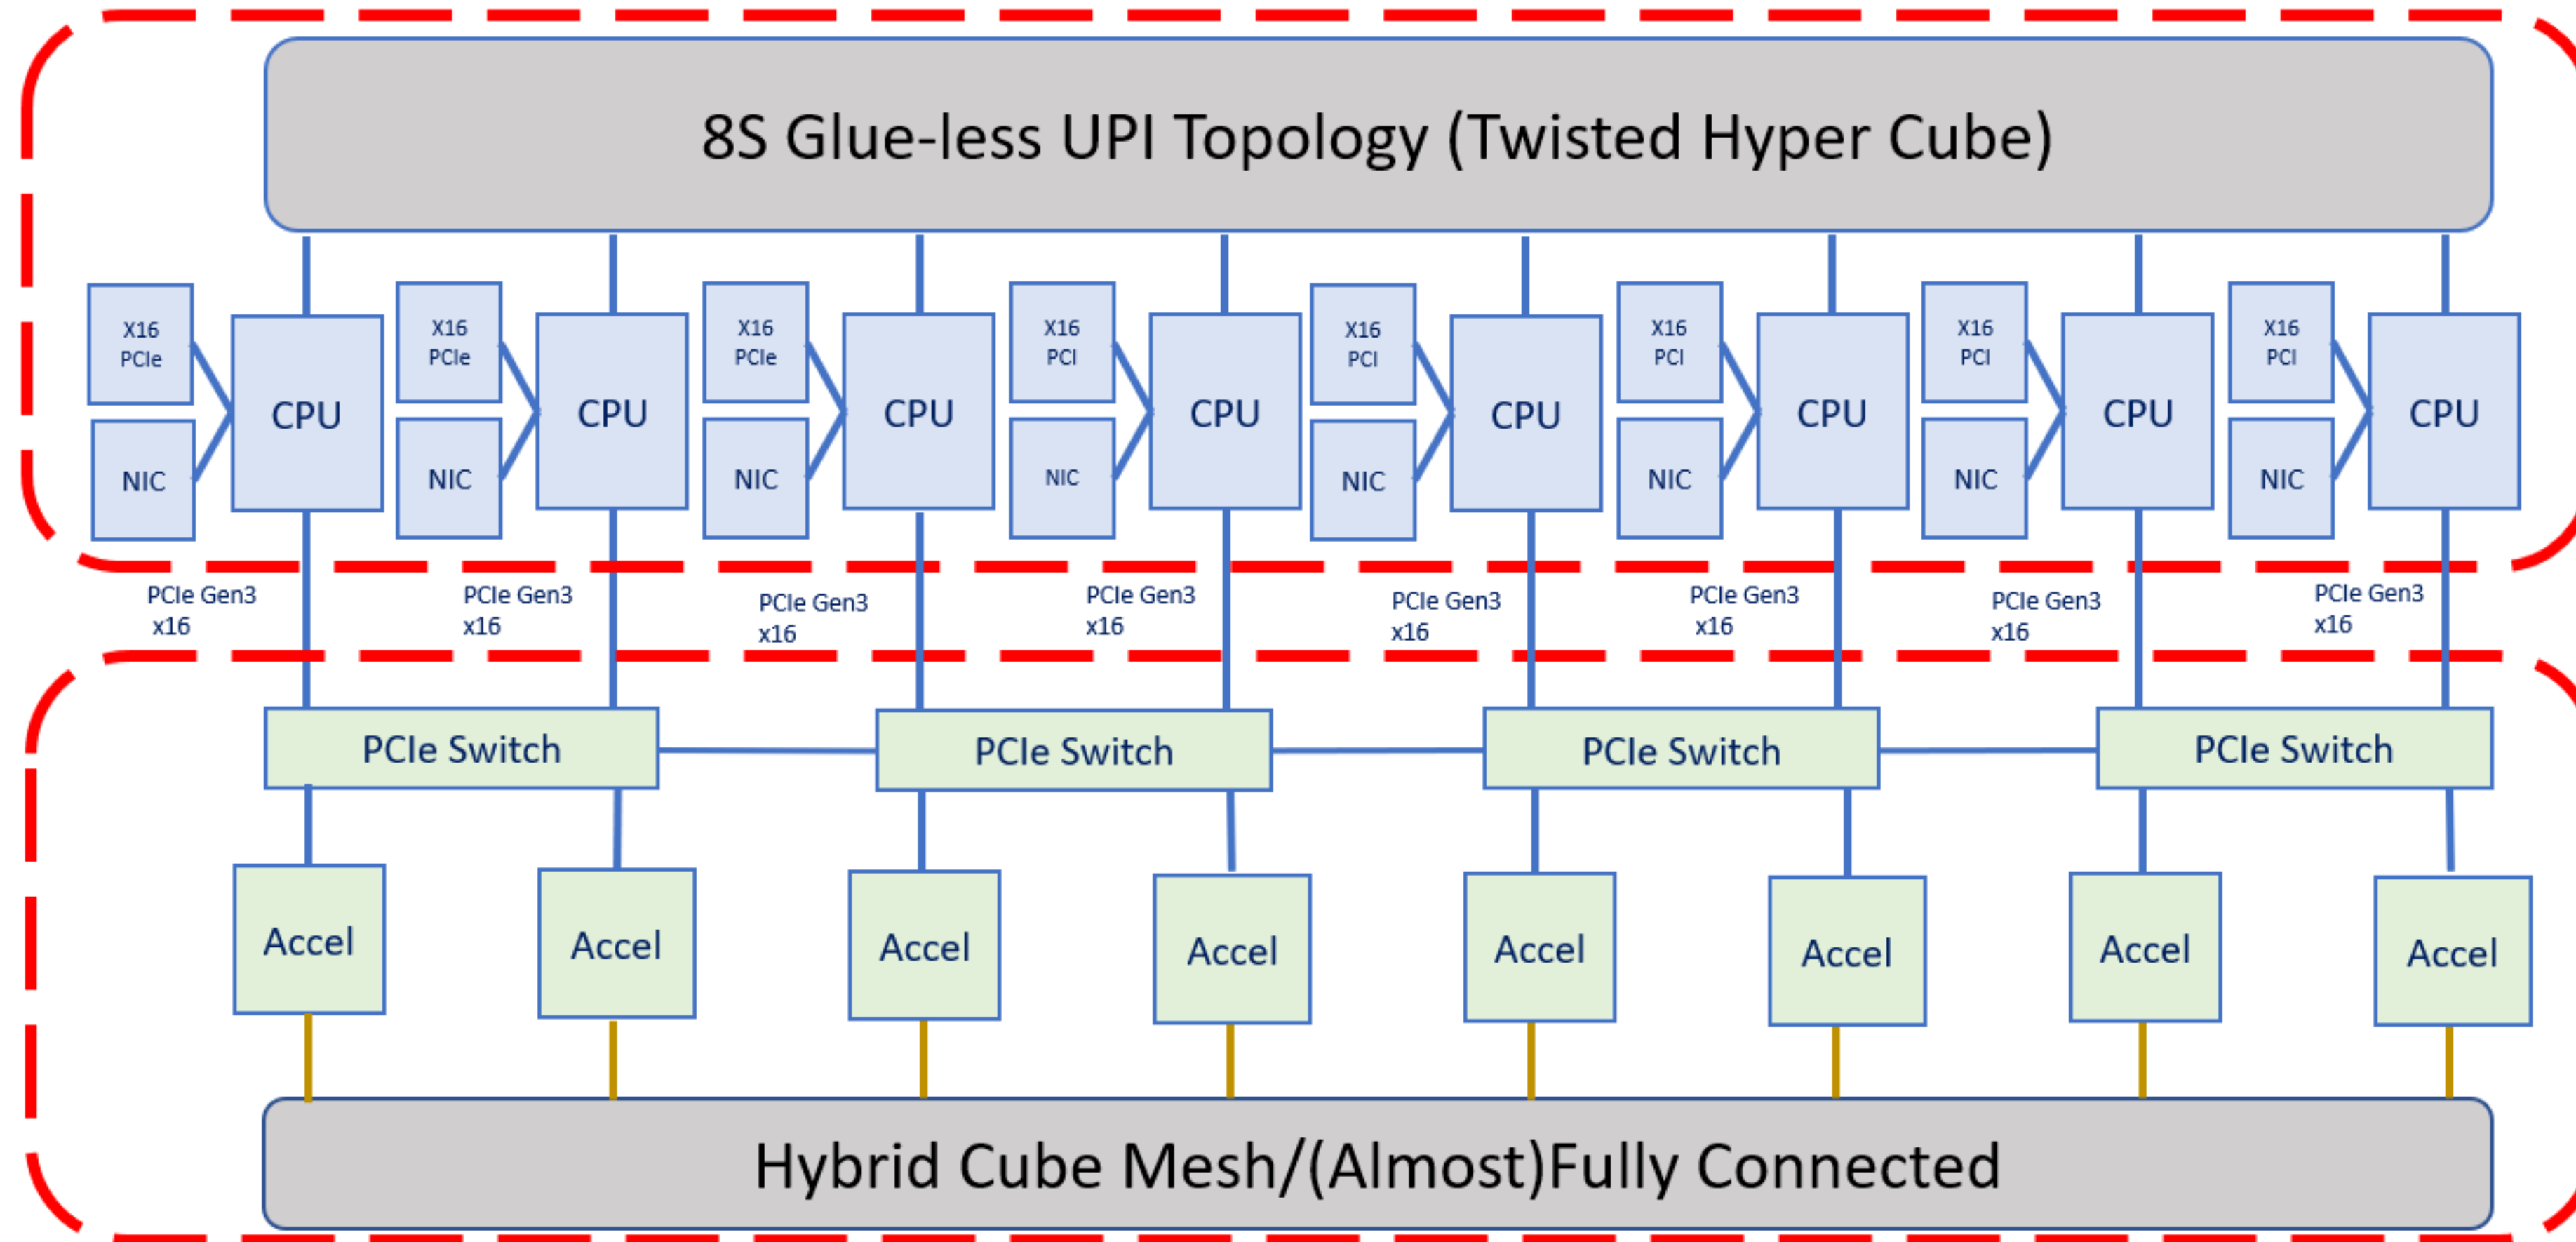 8S Glue-less UPI Topology (Twisted Hyper Cube)
X16
PCIe
NIC
CPU
X16
PCIe
NIC
CPU
X16
PCIe
NIC
CPU
X16
PCI
NIC
CPU
X16
PCI
NIC
CPU
X16
PCI
NIC
CPU
X16
PCI
NIC
CPU
X16
PCI
NIC
CPU
PCIe Gen3
x16
PCIe Gen3
x16
PCIe Gen3
x16
PCIe Gen3
x16
PCIe Gen3
x16
PCIe Gen3
x16
PCIe Gen3
x16
PCIe Gen3
x16
PCIe Switch
PCIe Switch
PCIe Switch
PCIe Switch
Accel
Accel
Accel
Accel
Accel
Accel
Accel
Accel
Hybrid Cube Mesh/(Almost)Fully Connected